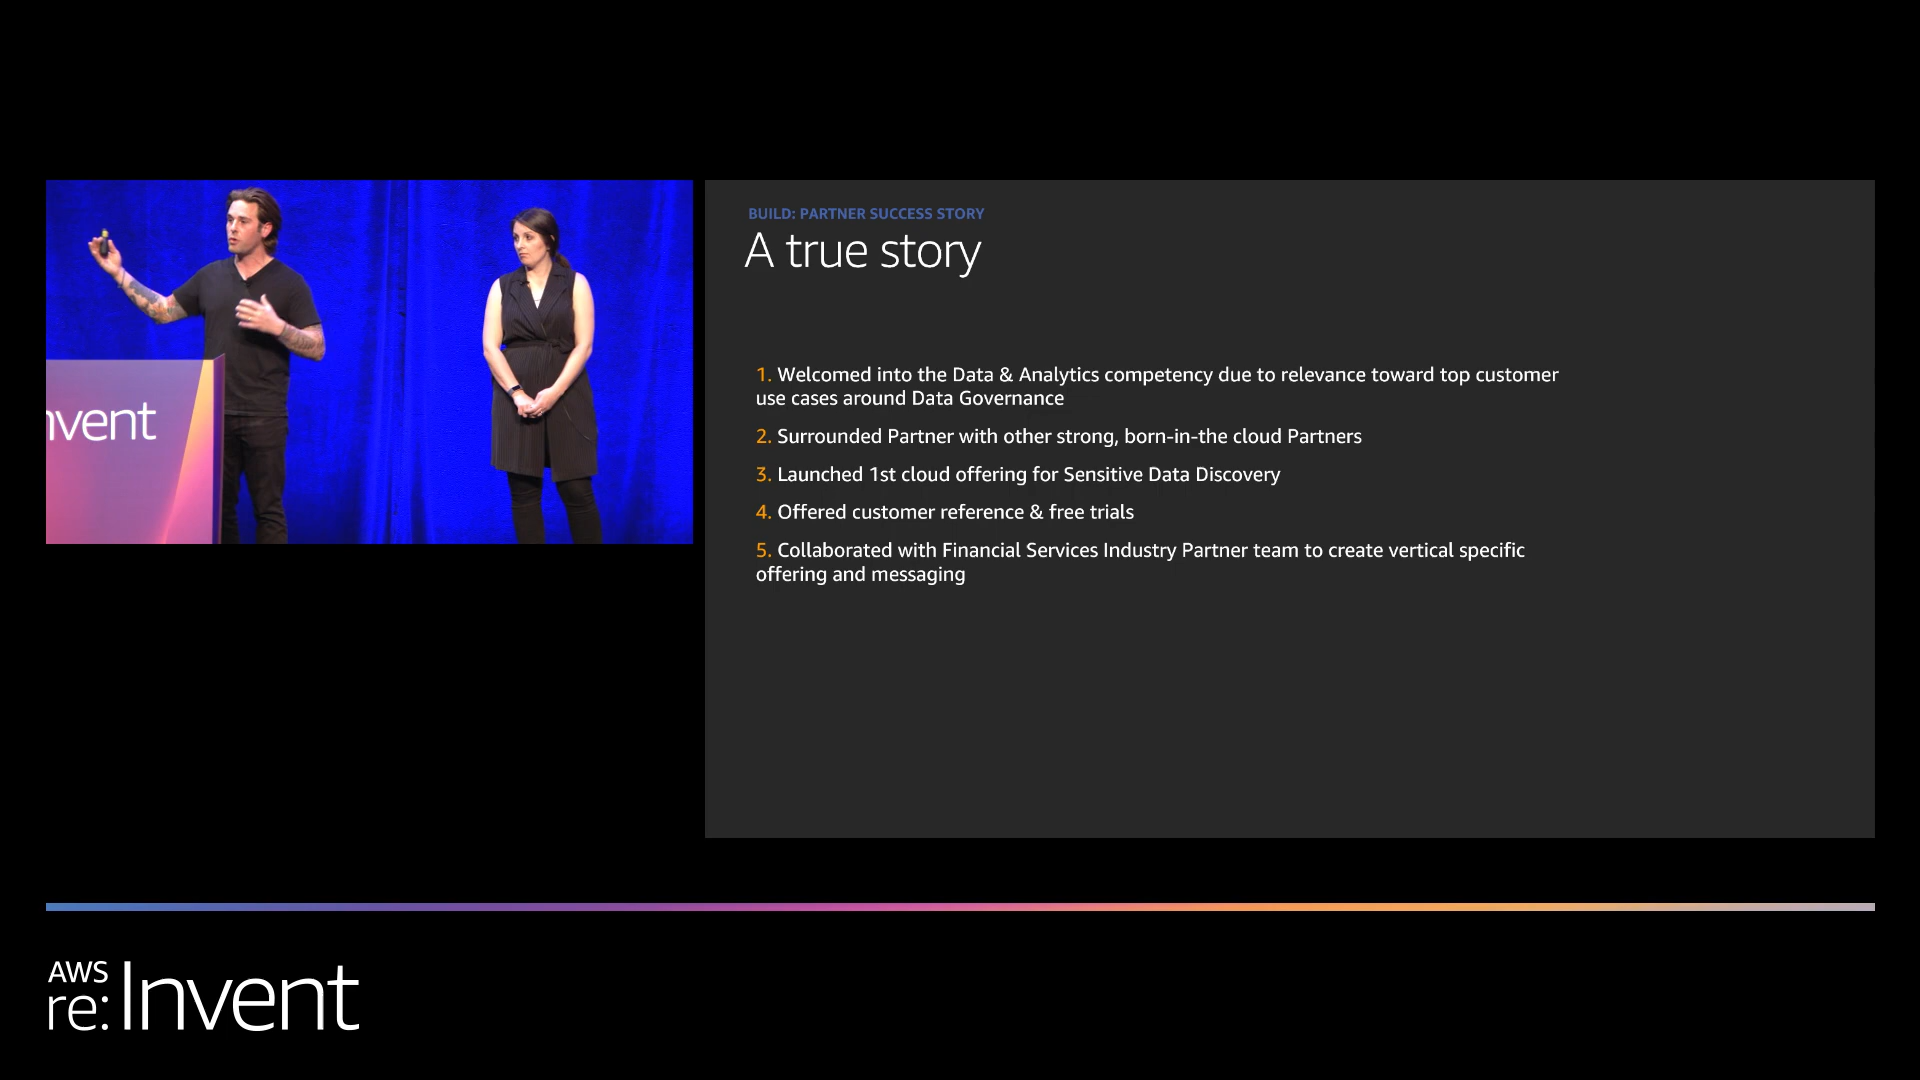 nvent
BUILD: PARTNER SUCCESS STORY
A true story
1. Welcomed into the Data & Analytics competency due to relevance toward top customer
use cases around Data Governance
2. Surrounded Partner with other strong, born-in-the cloud Partners
3. Launched 1st cloud offering for Sensitive Data Discovery
4. Offered customer reference & free trials
5. Collaborated with Financial Services Industry Partner team to create vertical specific
offering and messaging
AWS
re:Invent